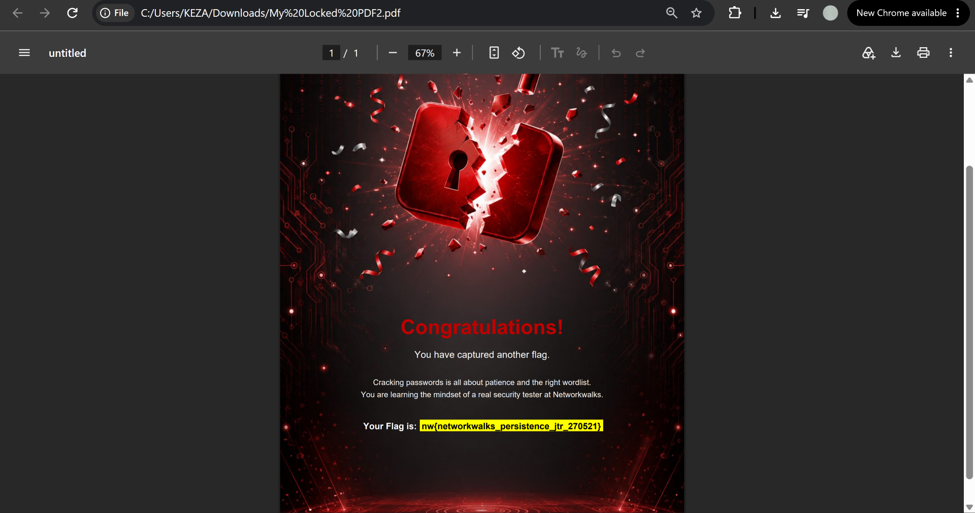 File
C:/Users/KEZA/Downloads/My%20Locked%20PDF2.pdf
New Chrome available
untitled
1 / 1
67%
Congratulations!
You have captured another flag.
Cracking passwords is all about patience and the right wordlist.
You are learning the mindset of a real security tester at Networkwalks.
Your Flag is: nw{networkwalks_persistence_jtr_270521}